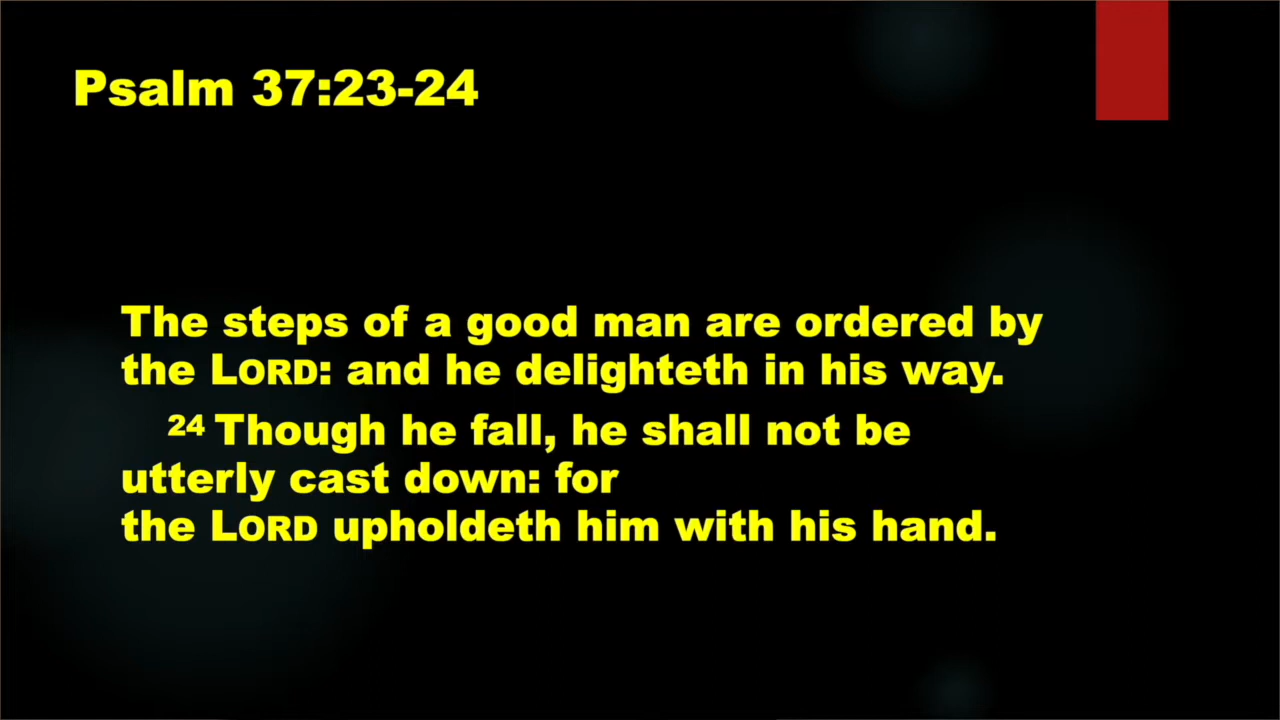 Psalm 37:23-24
The steps of a good man are ordered by
the LORD: and he delighteth in his way.
24 Though he fall, he shall not be
utterly cast down: for
the LORD upholdeth him with his hand.